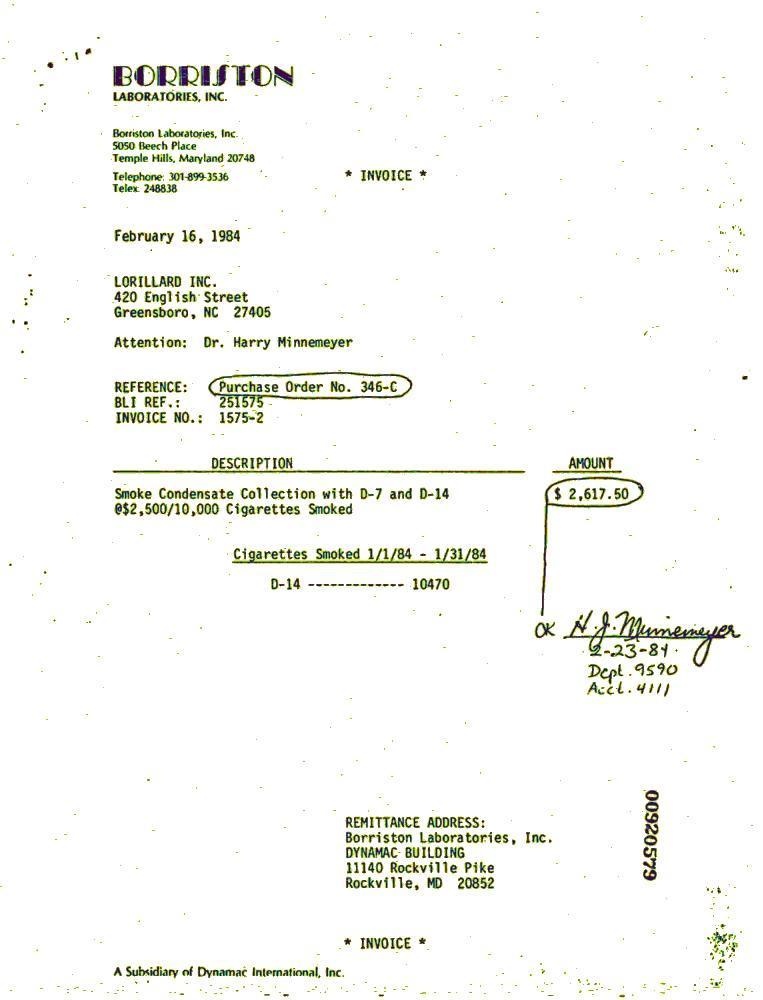 BORRISTON
LABORATORIES, INC.
Borriston Laboratories, Inc.
5050 Beech Place
Temple Hills, Maryland 20748
Telephone: 301-899-3536
Telex: 248838
* INVOICE *
February 16, 1984
LORILLARD INC.
420 English Street
Greensboro, NC 27405
Attention: Dr. Harry Minnemeyer
REFERENCE: Purchase Order No. 346-C
BLI REF.: 251575
INVOICE NO.: 1575-2
DESCRIPTION AMOUNT
Smoke Condensate Collection with D-7 and D-14 $ 2,617.50
@$2,500/10,000 Cigarettes Smoked
Cigarettes Smoked 1/1/84 - 1/31/84
D-14 ------------- 10470
OK H.J. Minnemeyer
2-23-84
Dept. 9590
Acct. 4111
REMITTANCE ADDRESS:
Borriston Laboratories, Inc.
DYNAMAC BUILDING
11140 Rockville Pike
Rockville, MD 20852
00920579
* INVOICE *
A Subsidiary of Dynamac International, Inc.